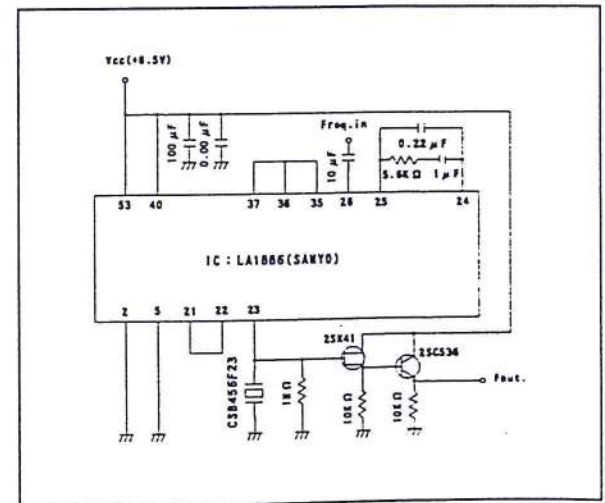 Vcc(+8.5V)
100 μF
0.00 μF
Freq.in
10 μF
0.22 μF
5.6KΩ
1 μF
53
40
37
36
35
26
25
24
IC : LA1886(SANYO)
2
5
21
22
23
CSB456F23
1KΩ
2SK41
10KΩ
2SC536
10KΩ
Fout.